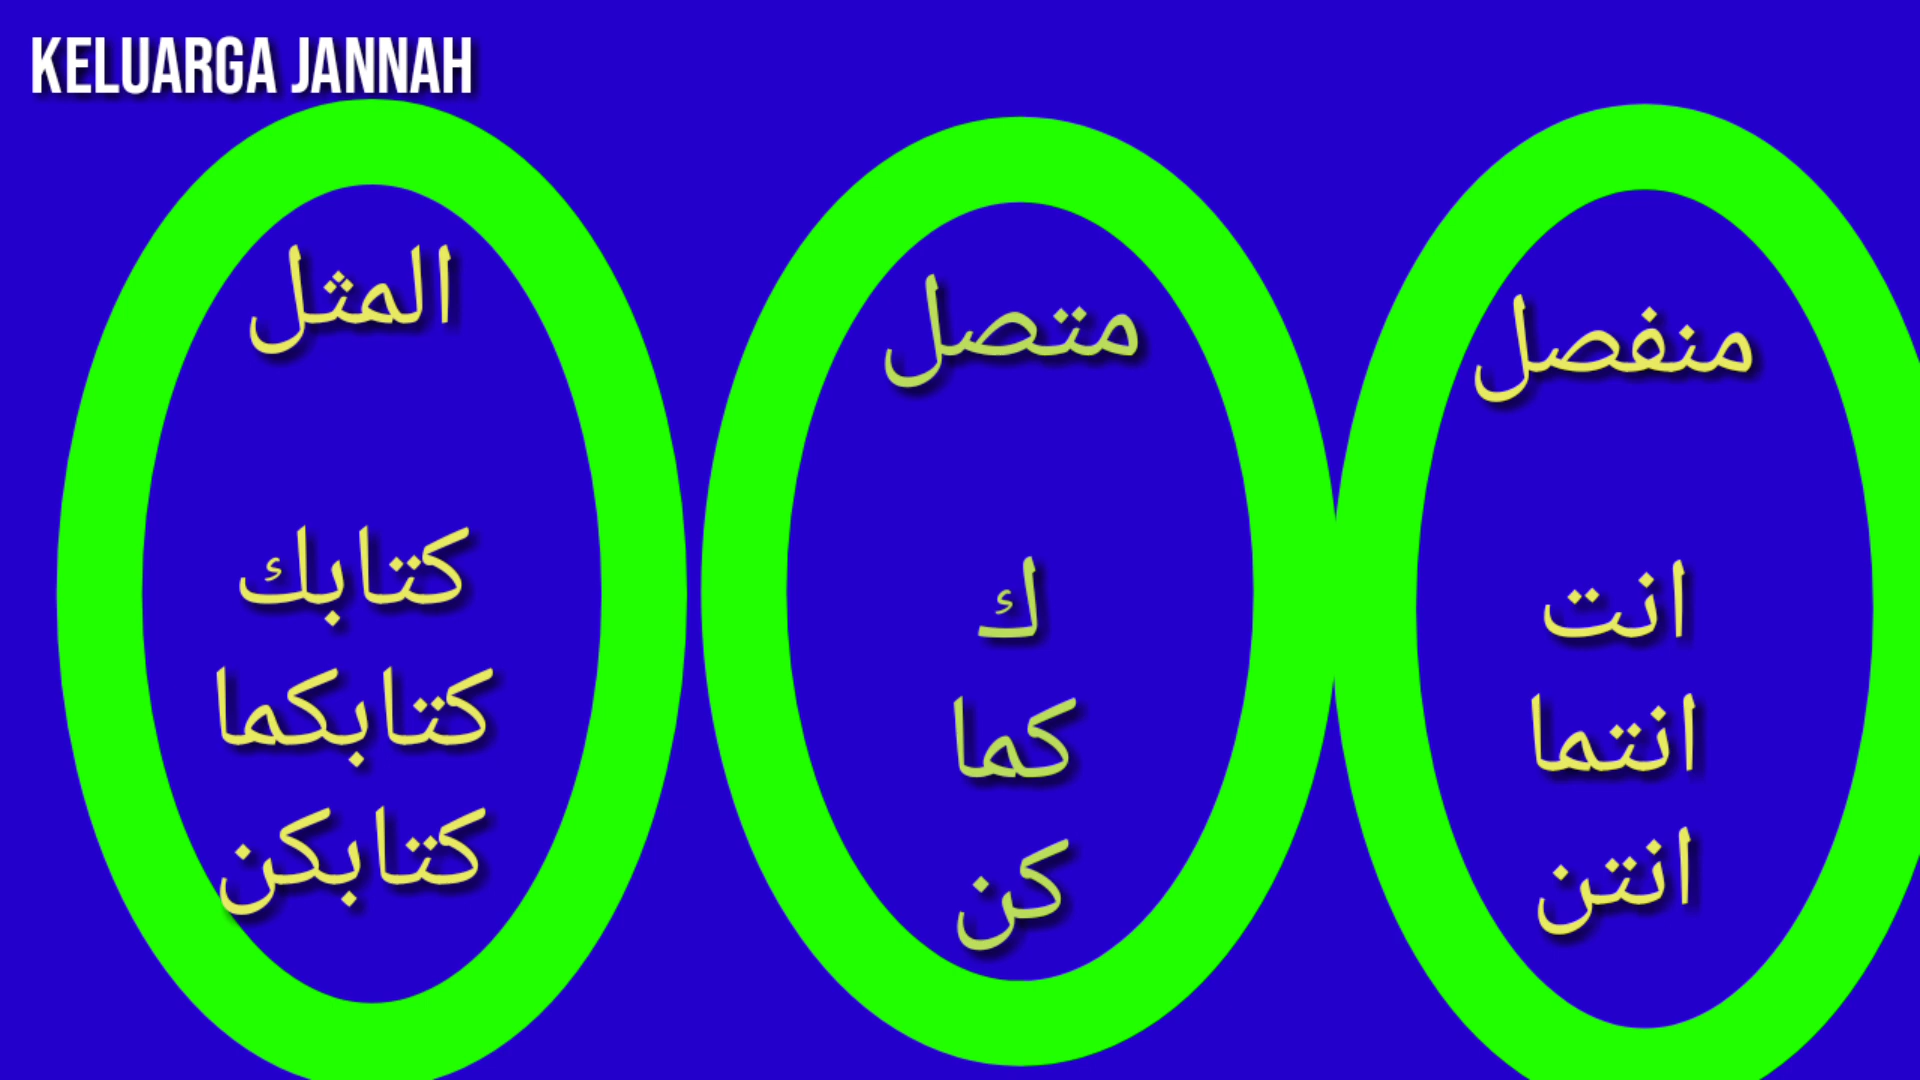 KELUARGA JANNAH
منفصل
انت
انتما
انتن
متصل
ك
كما
كن
المثل
كتابك
كتابكما
كتابكن